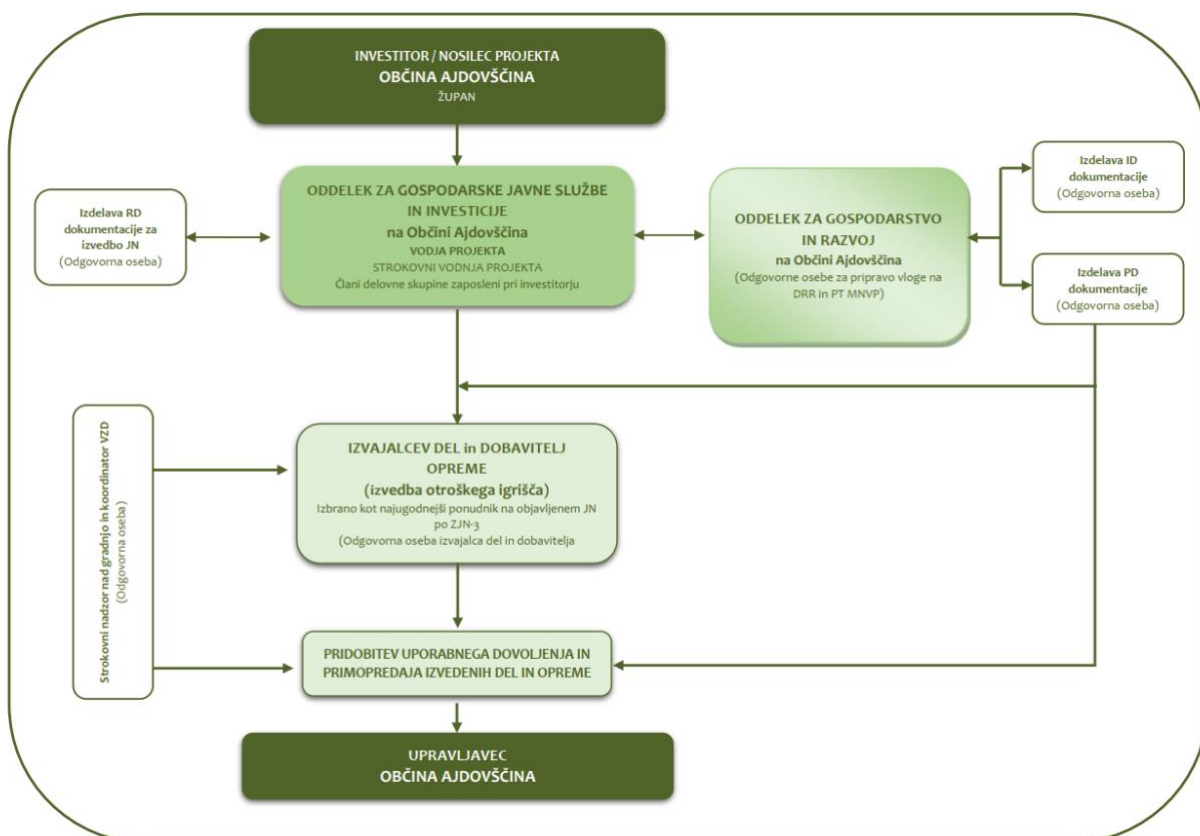 INVESTITOR / NOSILEC PROJEKTA
OBČINA AJDOVŠČINA
ŽUPAN
Izdelava RD
dokumentacije za
izvedbo JN
(Odgovorna oseba)
ODDELEK ZA GOSPODARSKE JAVNE SLUŽBE
IN INVESTICIJE
na Občini Ajdovščina
VODJA PROJEKTA
STROKOVNI VODNJA PROJEKTA
Člani delovne skupine zaposleni pri investitorju
ODDELEK ZA GOSPODARSTVO
IN RAZVOJ
na Občini Ajdovščina
(Odgovorne osebe za pripravo vloge na
DRR in PT MNVP)
Izdelava ID
dokumentacije
(Odgovorna oseba)
Izdelava PD
dokumentacije
(Odgovorna oseba)
Strokovni nadzor nad gradnjo in koordinator VZD
(Odgovorna oseba)
IZVAJALCEV DEL in DOBAVITELJ
OPREME
(izvedba otroškega igrišča)
Izbrano kot najugodnejši ponudnik na objavljenem JN
po ZJN-3
(Odgovorna oseba izvajalca del in dobavitelja
PRIDOBITEV UPORABNEGA DOVOLJENJA IN
PRIMOPREDAJA IZVEDENIH DEL IN OPREME
UPRAVLJAVEC
OBČINA AJDOVŠČINA